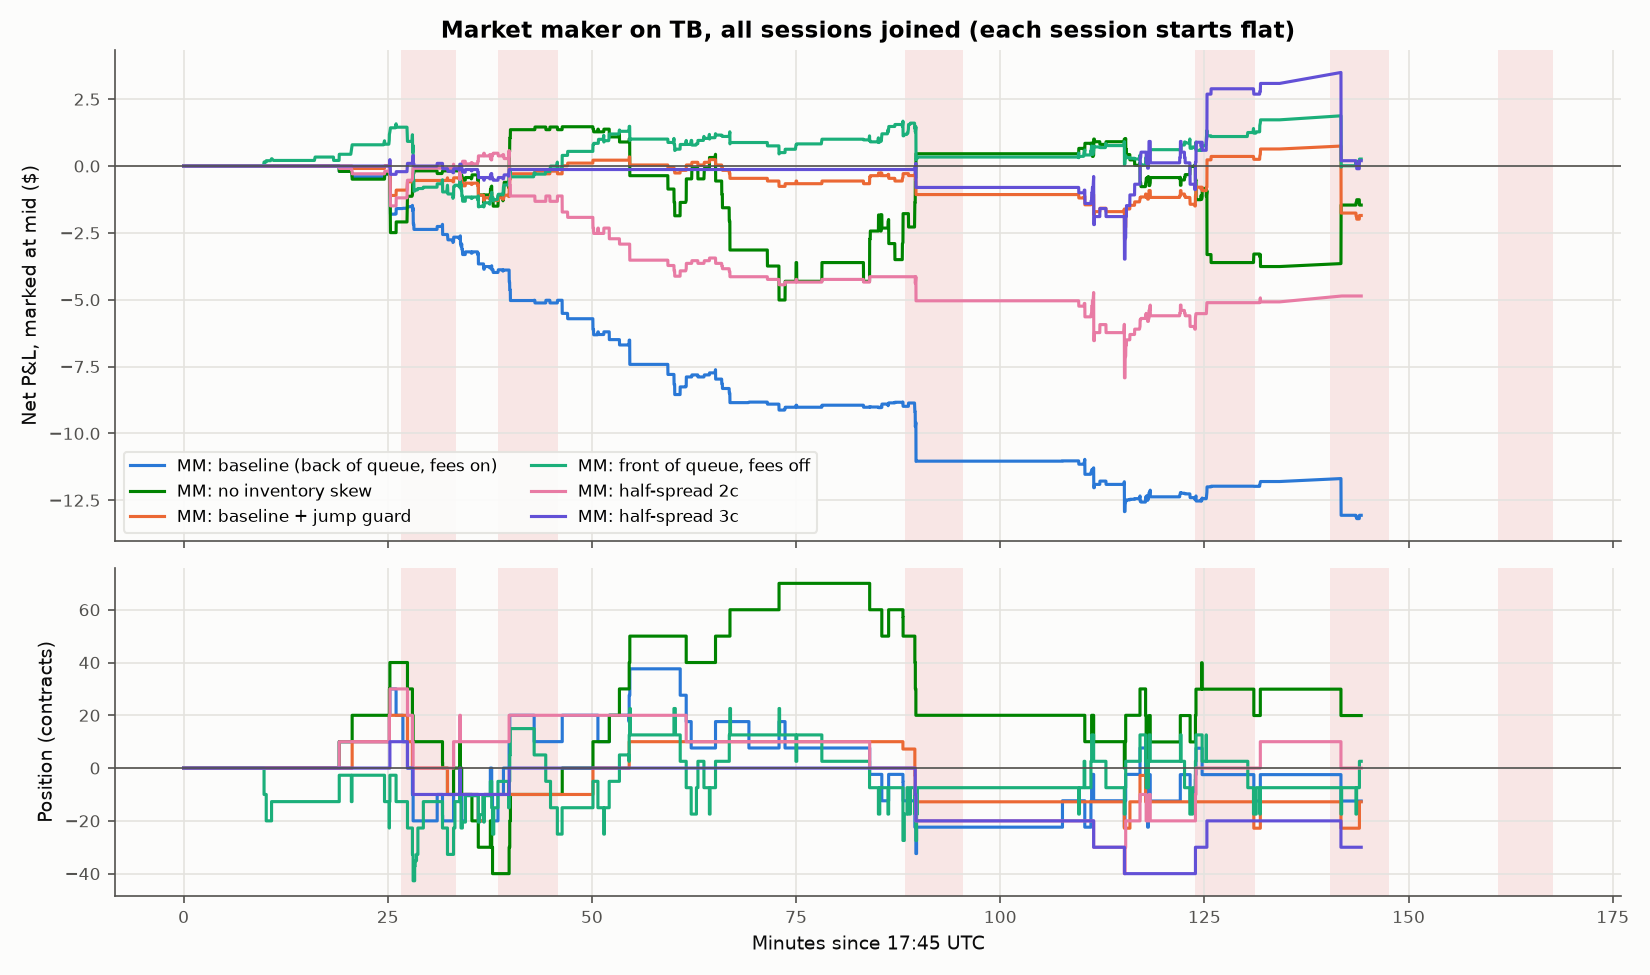 Market maker on TB, all sessions joined (each session starts flat)
Net P&L, marked at mid ($)
2.5
0.0
−2.5
−5.0
−7.5
−10.0
−12.5
MM: baseline (back of queue, fees on)
MM: no inventory skew
MM: baseline + jump guard
MM: front of queue, fees off
MM: half-spread 2c
MM: half-spread 3c
Position (contracts)
60
40
20
0
−20
−40
0 25 50 75 100 125 150 175
Minutes since 17:45 UTC